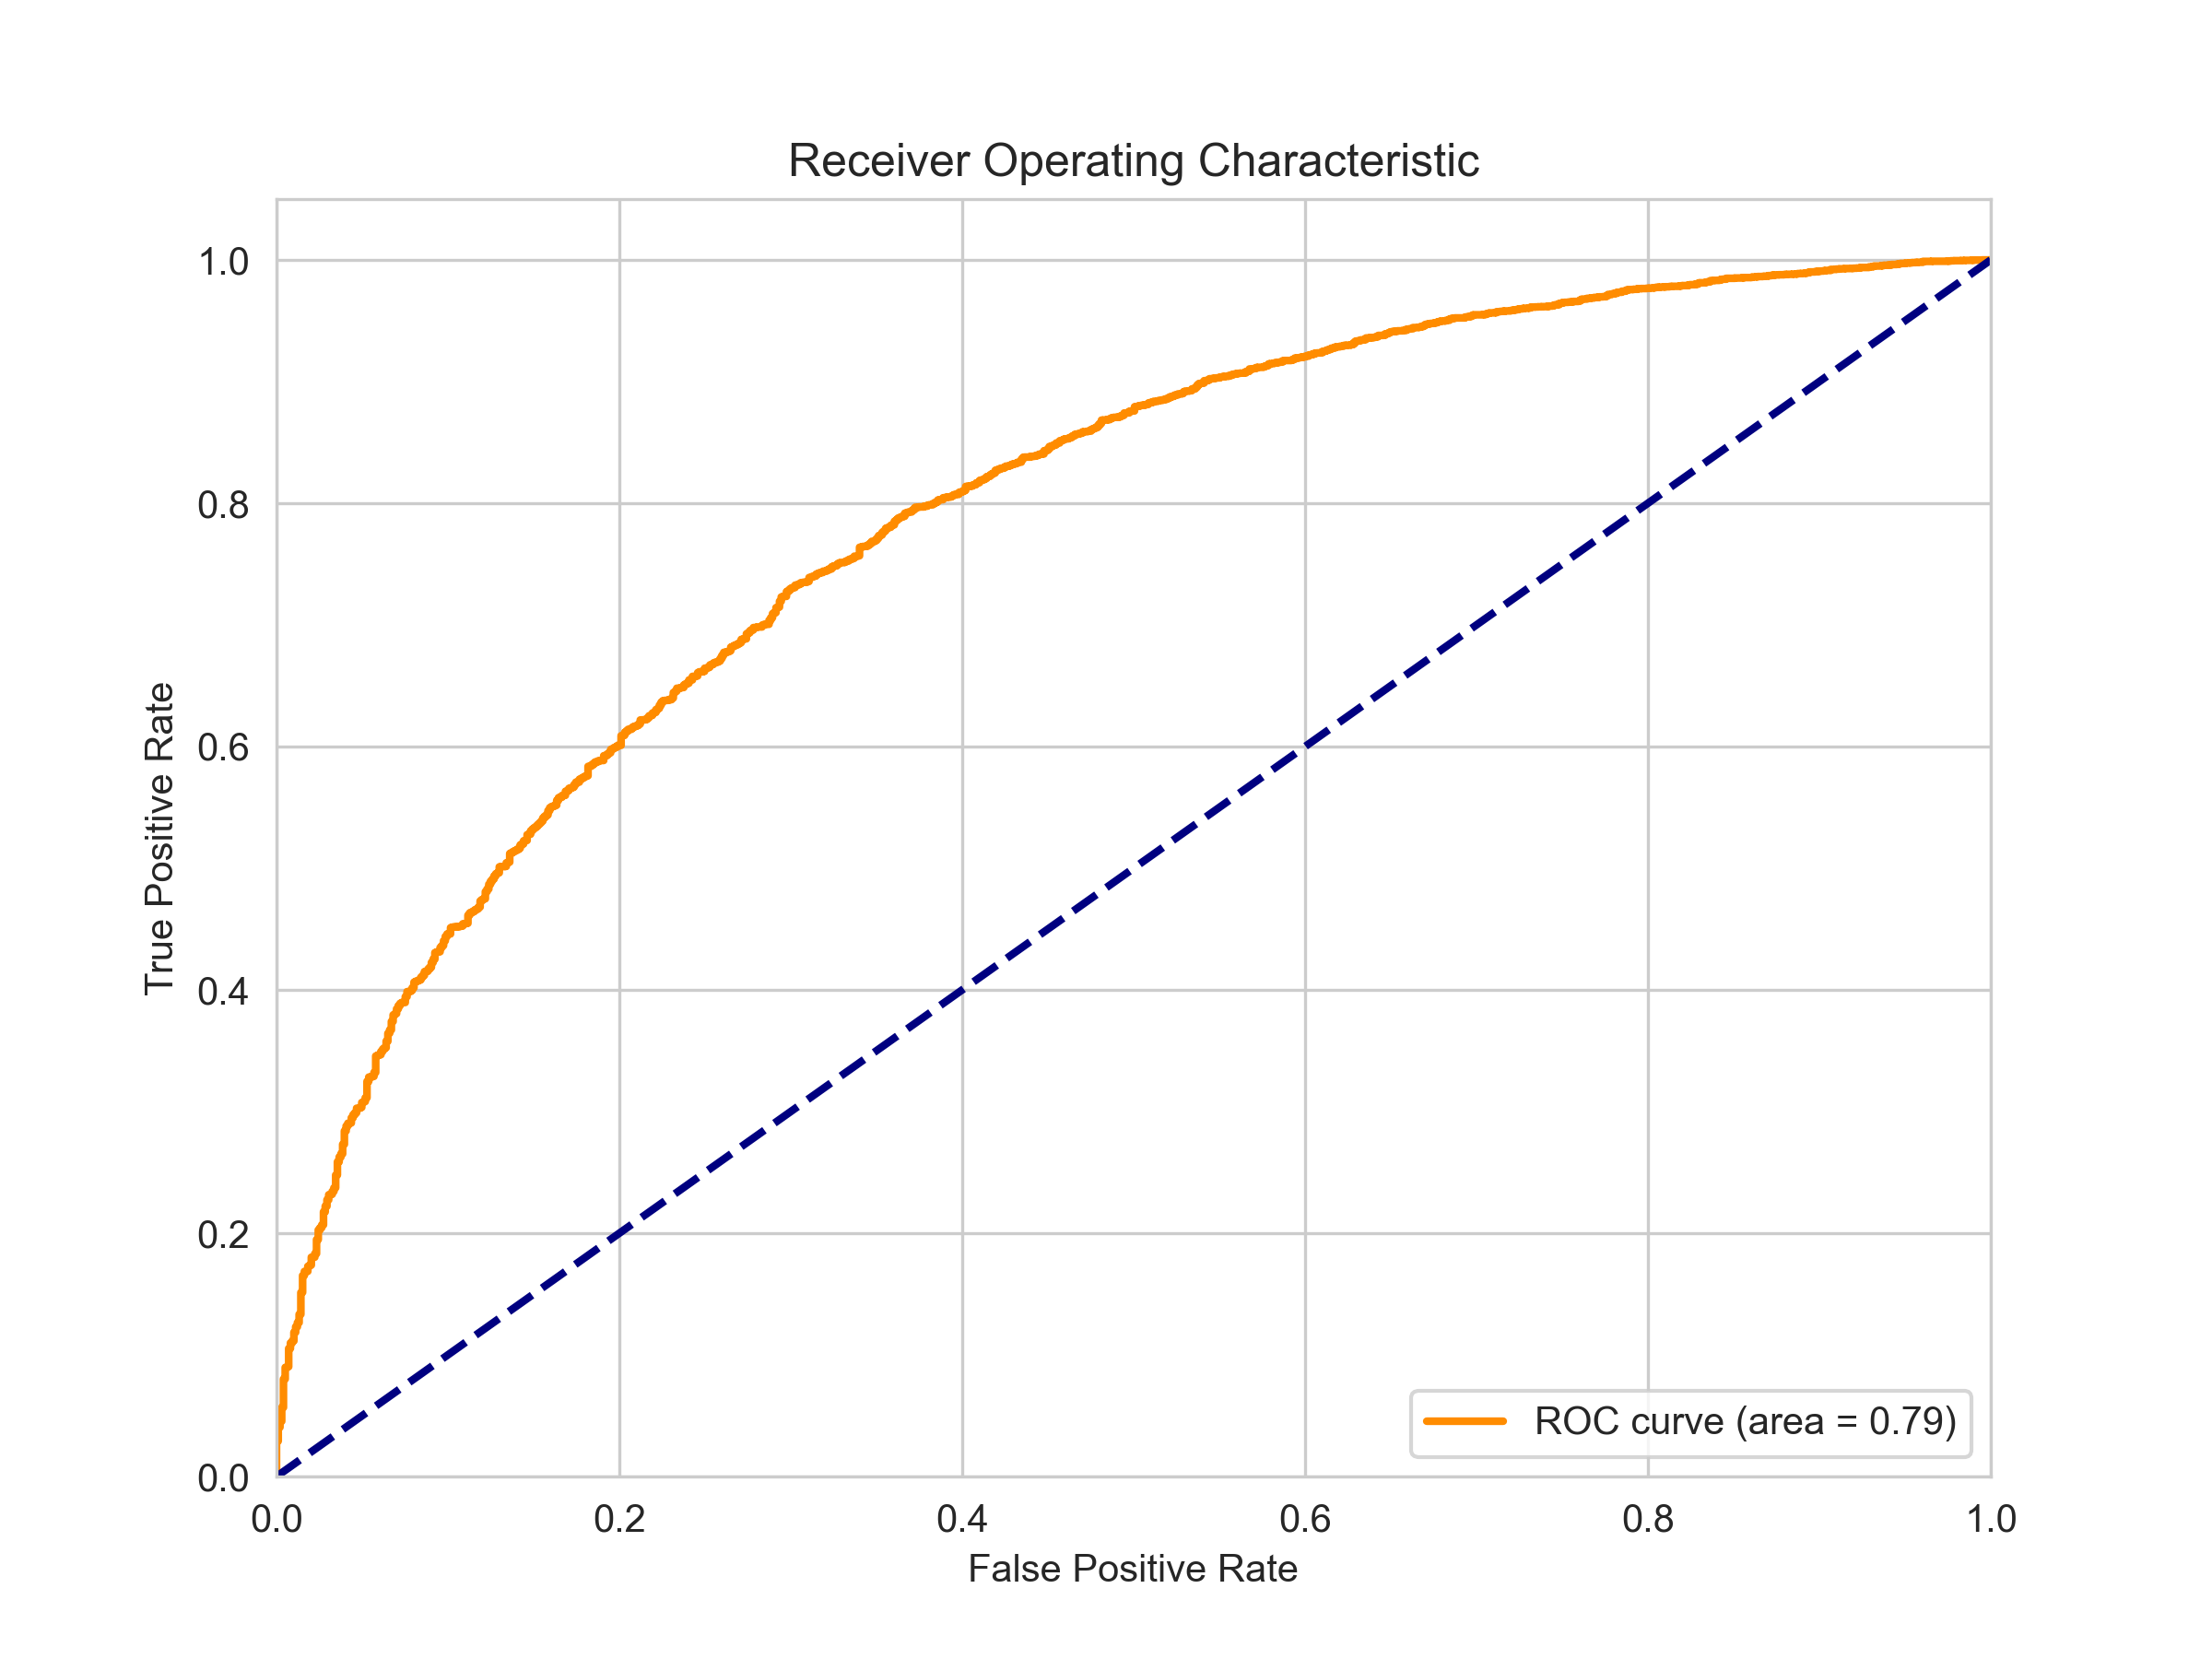 Receiver Operating Characteristic
1.0
0.8
0.6
0.4
0.2
0.0
True Positive Rate
ROC curve (area = 0.79)
0.0 0.2 0.4 0.6 0.8 1.0
False Positive Rate